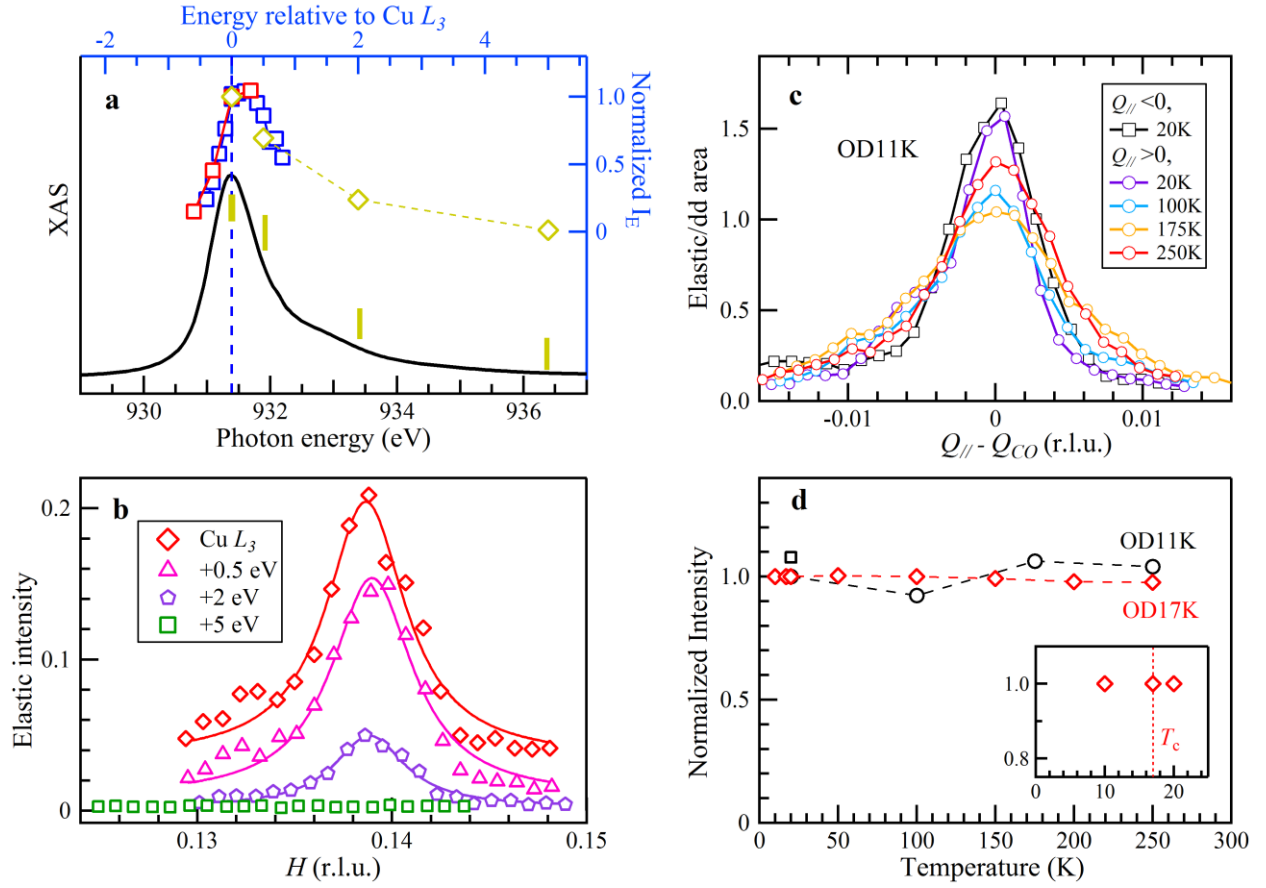 Energy relative to Cu L3
-2 0 2 4
a
XAS
1.0
0.5
0
Normalized IE
930 932 934 936
Photon energy (eV)
c
OD11K
Q// <0,
20K
Q// >0,
20K
100K
175K
250K
Elastic/dd area
1.5
1.0
0.5
0.0
-0.01 0 0.01
Q// - QCO (r.l.u.)
b
Cu L3
+0.5 eV
+2 eV
+5 eV
Elastic intensity
0.2
0.1
0
0.13 0.14 0.15
H (r.l.u.)
d
OD11K
OD17K
Normalized Intensity
1.0
0.5
0
1.0
0.8
Tc
0 10 20
0 50 100 150 200 250 300
Temperature (K)